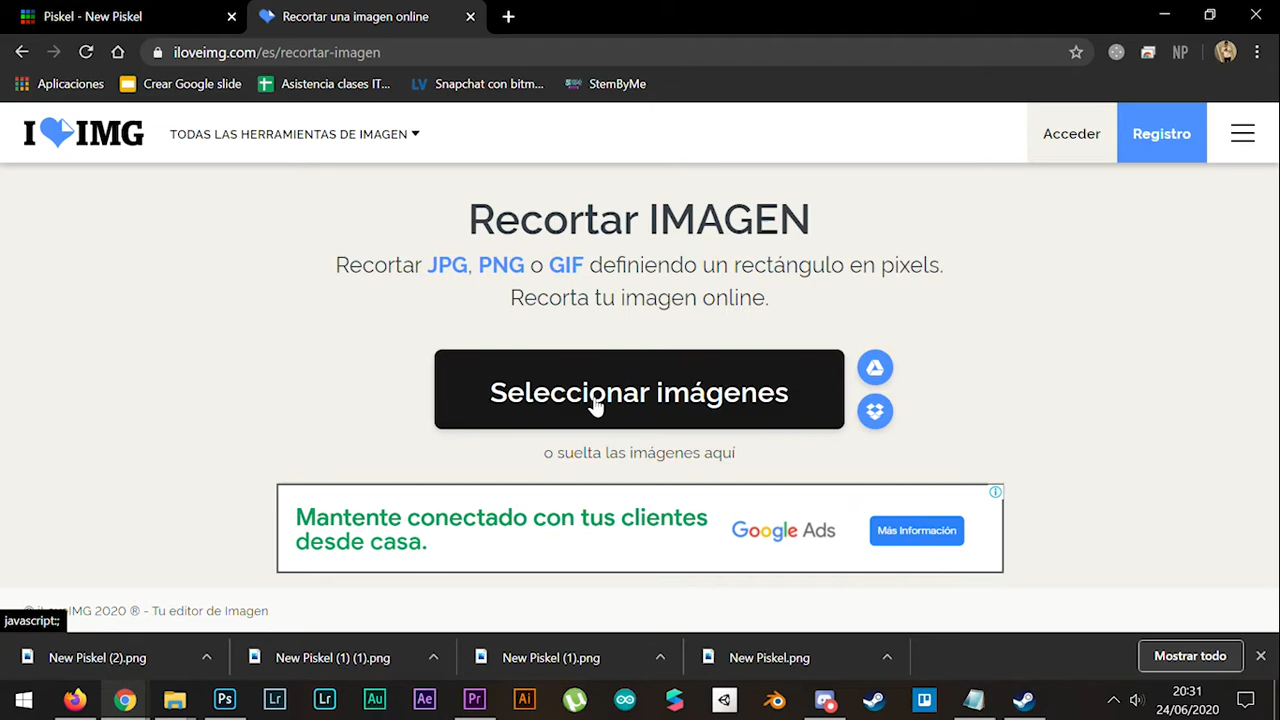 Piskel - New Piskel
Recortar una imagen online
iloveimg.com/es/recortar-imagen
NP
Aplicaciones
Crear Google slide
Asistencia clases IT...
LV
Snapchat con bitm...
StemByMe
I IMG
TODAS LAS HERRAMIENTAS DE IMAGEN
Acceder
Registro
Recortar IMAGEN
Recortar JPG, PNG o GIF definiendo un rectángulo en pixels.
Recorta tu imagen online.
Seleccionar imágenes
o suelta las imágenes aquí
Mantente conectado con tus clientes
desde casa.
Google Ads
Más Información
IMG 2020 ® - Tu editor de Imagen
javascript:;
New Piskel (2).png
New Piskel (1) (1).png
New Piskel (1).png
New Piskel.png
Mostrar todo
Ps
Lr
Lr
Au
Ae
Pr
Ai
20:31
24/06/2020